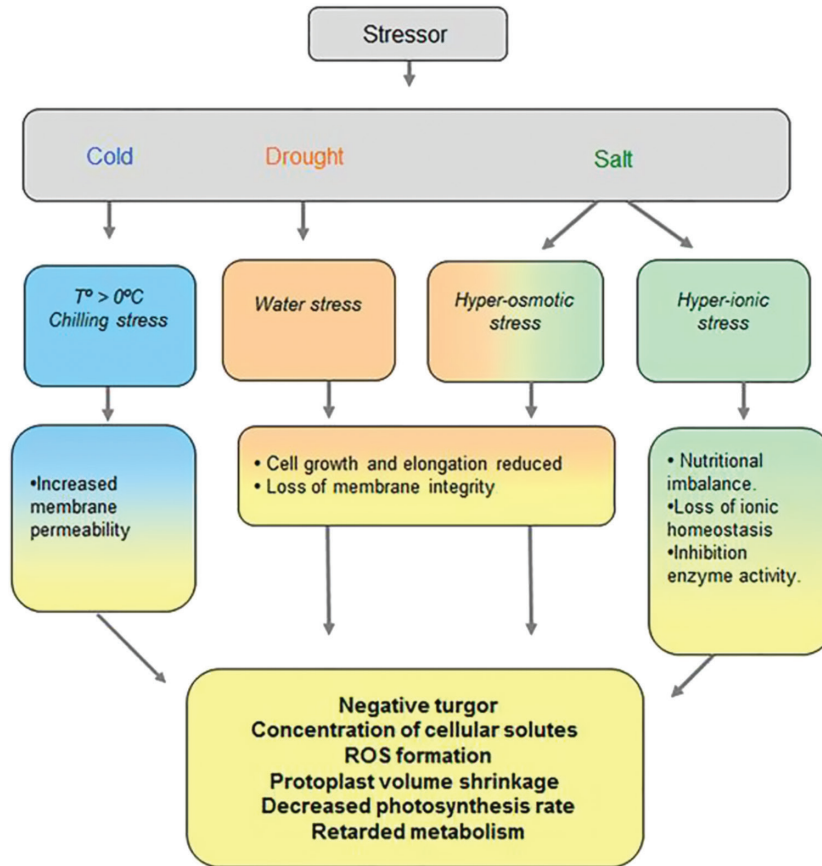 Stressor
Cold
Drought
Salt
Tº > 0ºC
Chilling stress
Water stress
Hyper-osmotic
stress
Hyper-ionic
stress
•Increased
membrane
permeability
• Cell growth and elongation reduced
• Loss of membrane integrity
• Nutritional
imbalance.
•Loss of ionic
homeostasis
•Inhibition
enzyme activity.
Negative turgor
Concentration of cellular solutes
ROS formation
Protoplast volume shrinkage
Decreased photosynthesis rate
Retarded metabolism